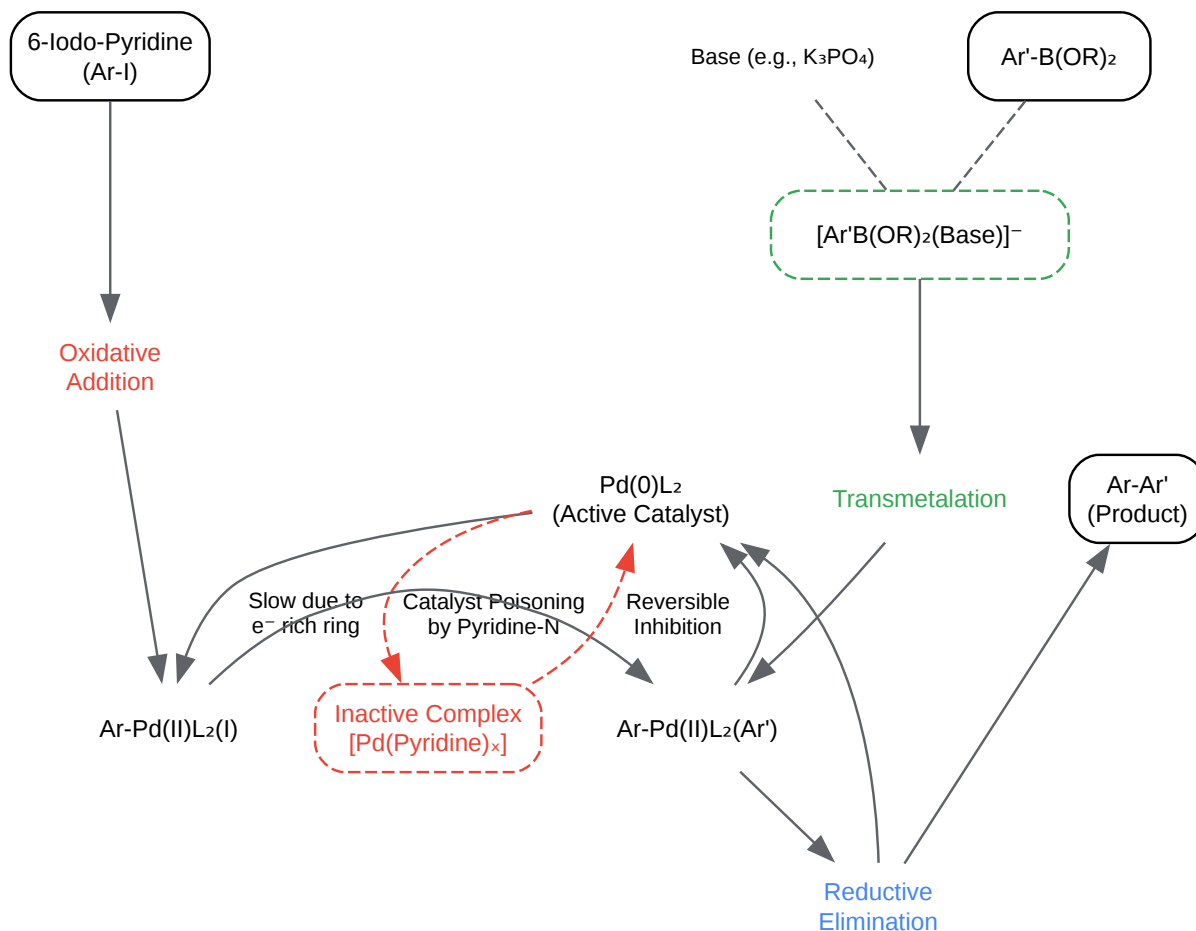 6-Iodo-Pyridine
(Ar-I)
Base (e.g., K₃PO₄)
Ar'-B(OR)₂
[Ar'B(OR)₂(Base)]⁻
Oxidative
Addition
Pd(0)L₂
(Active Catalyst)
Transmetalation
Ar-Ar'
(Product)
Slow due to
e⁻ rich ring
Catalyst Poisoning
by Pyridine-N
Reversible
Inhibition
Ar-Pd(II)L₂(I)
Inactive Complex
[Pd(Pyridine)ₓ]
Ar-Pd(II)L₂(Ar')
Reductive
Elimination